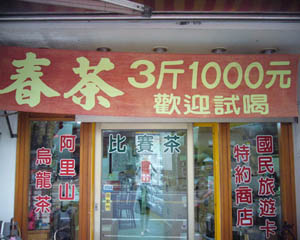 春茶 3斤1000元
歡迎試喝
比賽茶
阿里山
烏龍茶
國民旅遊卡
特約商店